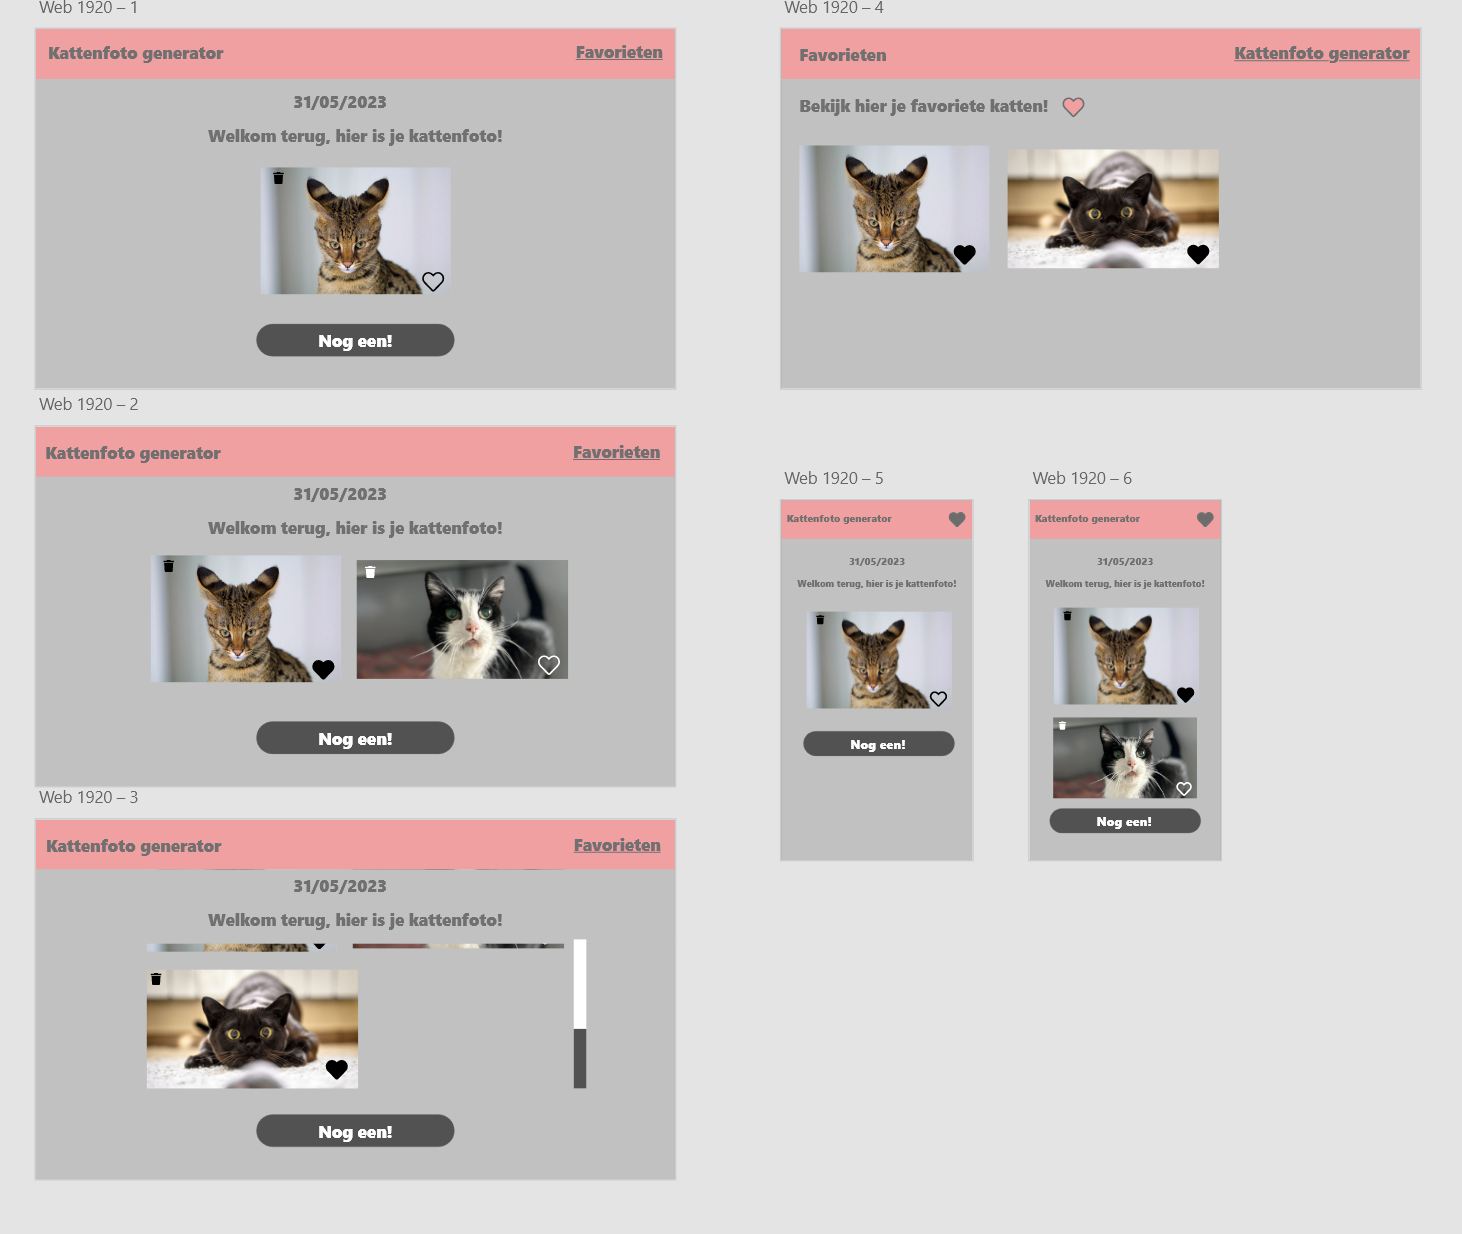 Web 1920 – 1
Kattenfoto generator
Favorieten
31/05/2023
Welkom terug, hier is je kattenfoto!
Nog een!
Web 1920 – 2
Kattenfoto generator
Favorieten
31/05/2023
Welkom terug, hier is je kattenfoto!
Nog een!
Web 1920 – 3
Kattenfoto generator
Favorieten
31/05/2023
Welkom terug, hier is je kattenfoto!
Nog een!
Web 1920 – 4
Favorieten
Kattenfoto generator
Bekijk hier je favoriete katten!
Web 1920 – 5
Kattenfoto generator
31/05/2023
Welkom terug, hier is je kattenfoto!
Nog een!
Web 1920 – 6
Kattenfoto generator
31/05/2023
Welkom terug, hier is je kattenfoto!
Nog een!